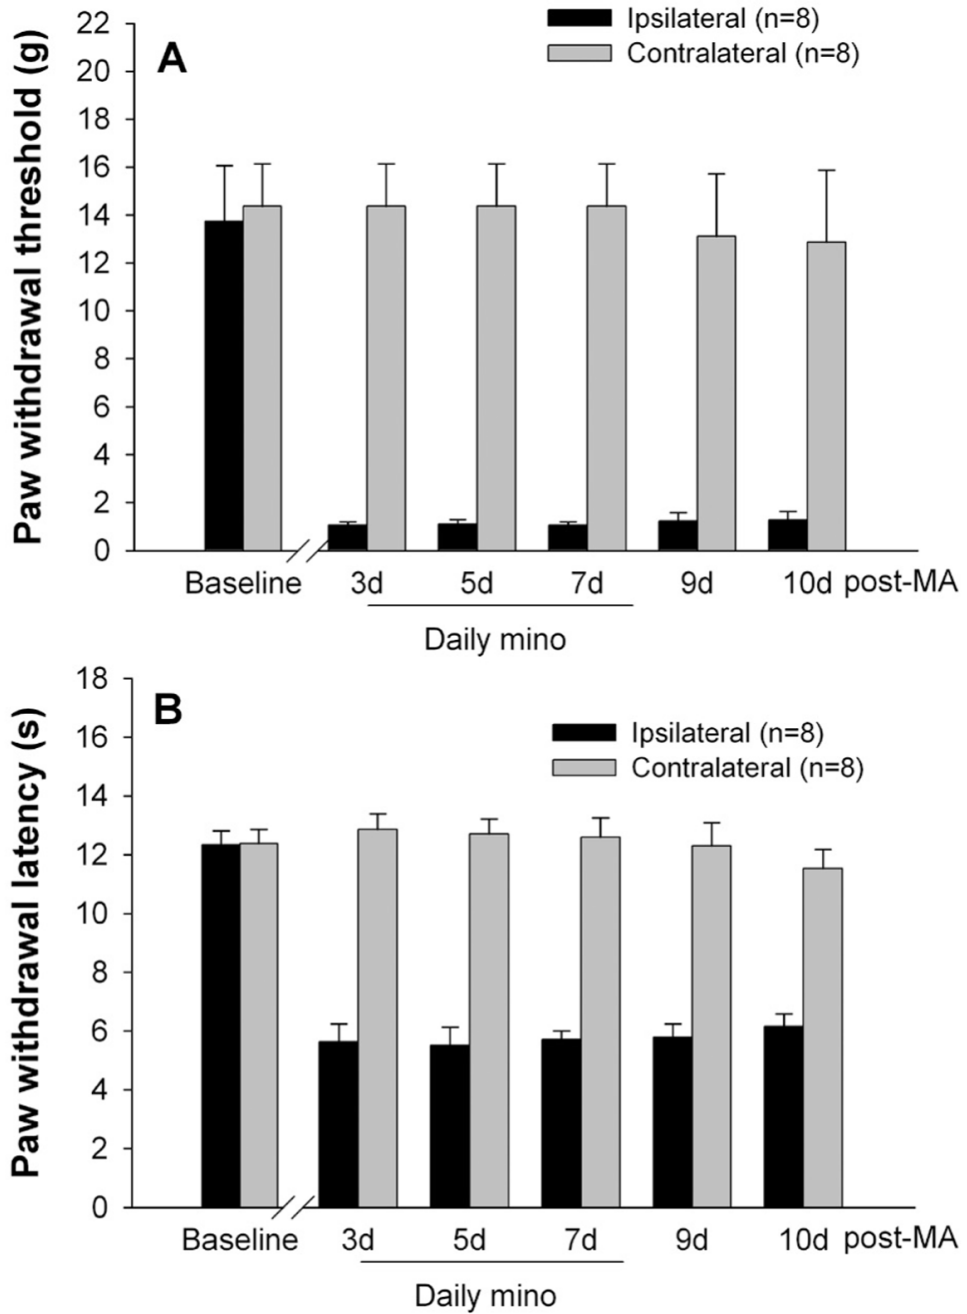 Ipsilateral (n=8)
Contralateral (n=8)
A
Paw withdrawal threshold (g)
22
20
18
16
14
12
10
8
6
4
2
0
Baseline 3d 5d 7d 9d 10d post-MA
Daily mino
B
Ipsilateral (n=8)
Contralateral (n=8)
Paw withdrawal latency (s)
18
16
14
12
10
8
6
4
2
0
Baseline 3d 5d 7d 9d 10d post-MA
Daily mino